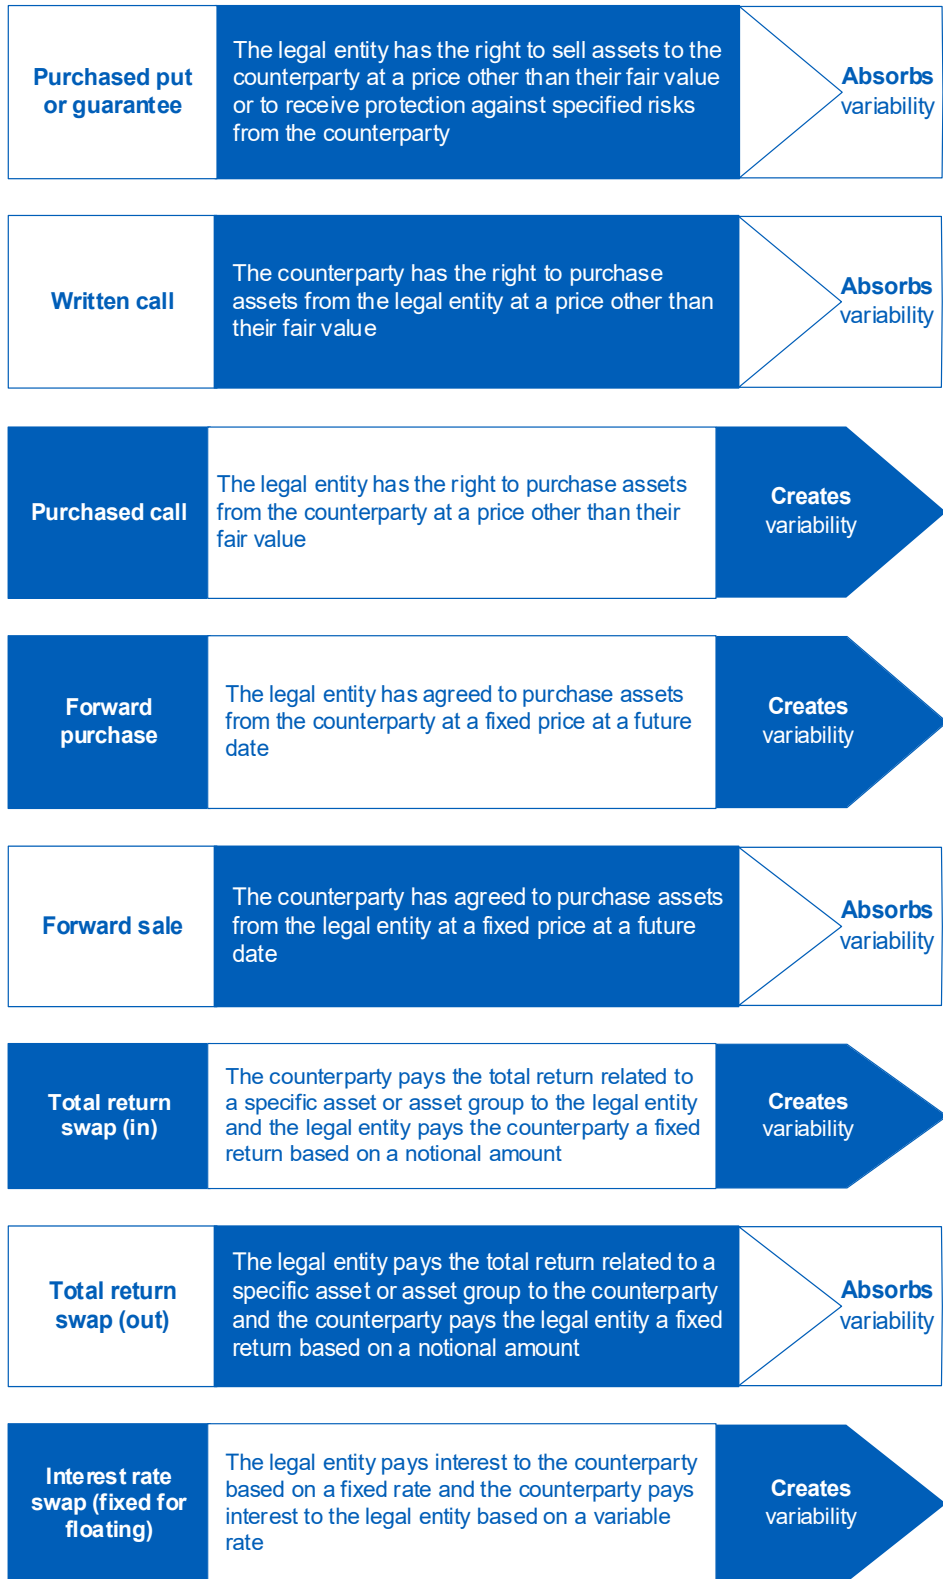 Purchased put
or guarantee
The legal entity has the right to sell assets to the
counterparty at a price other than their fair value
or to receive protection against specified risks
from the counterparty
Absorbs
variability
Written call
The counterparty has the right to purchase
assets from the legal entity at a price other than
their fair value
Absorbs
variability
Purchased call
The legal entity has the right to purchase assets
from the counterparty at a price other than their
fair value
Creates
variability
Forward
purchase
The legal entity has agreed to purchase assets
from the counterparty at a fixed price at a future
date
Creates
variability
Forward sale
The counterparty has agreed to purchase assets
from the legal entity at a fixed price at a future
date
Absorbs
variability
Total return
swap (in)
The counterparty pays the total return related to
a specific asset or asset group to the legal entity
and the legal entity pays the counterparty a fixed
return based on a notional amount
Creates
variability
Total return
swap (out)
The legal entity pays the total return related to a
specific asset or asset group to the counterparty
and the counterparty pays the legal entity a fixed
return based on a notional amount
Absorbs
variability
Interest rate
swap (fixed for
floating)
The legal entity pays interest to the counterparty
based on a fixed rate and the counterparty pays
interest to the legal entity based on a variable
rate
Creates
variability